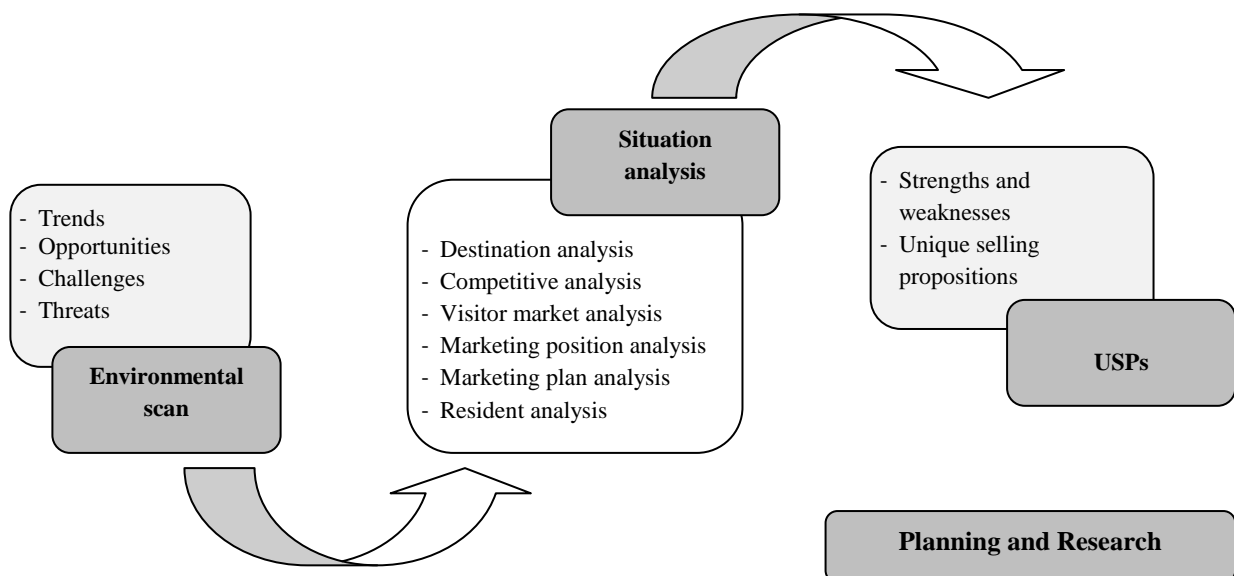 - Trends
- Opportunities
- Challenges
- Threats
Environmental
scan
Situation
analysis
- Destination analysis
- Competitive analysis
- Visitor market analysis
- Marketing position analysis
- Marketing plan analysis
- Resident analysis
- Strengths and
weaknesses
- Unique selling
propositions
USPs
Planning and Research